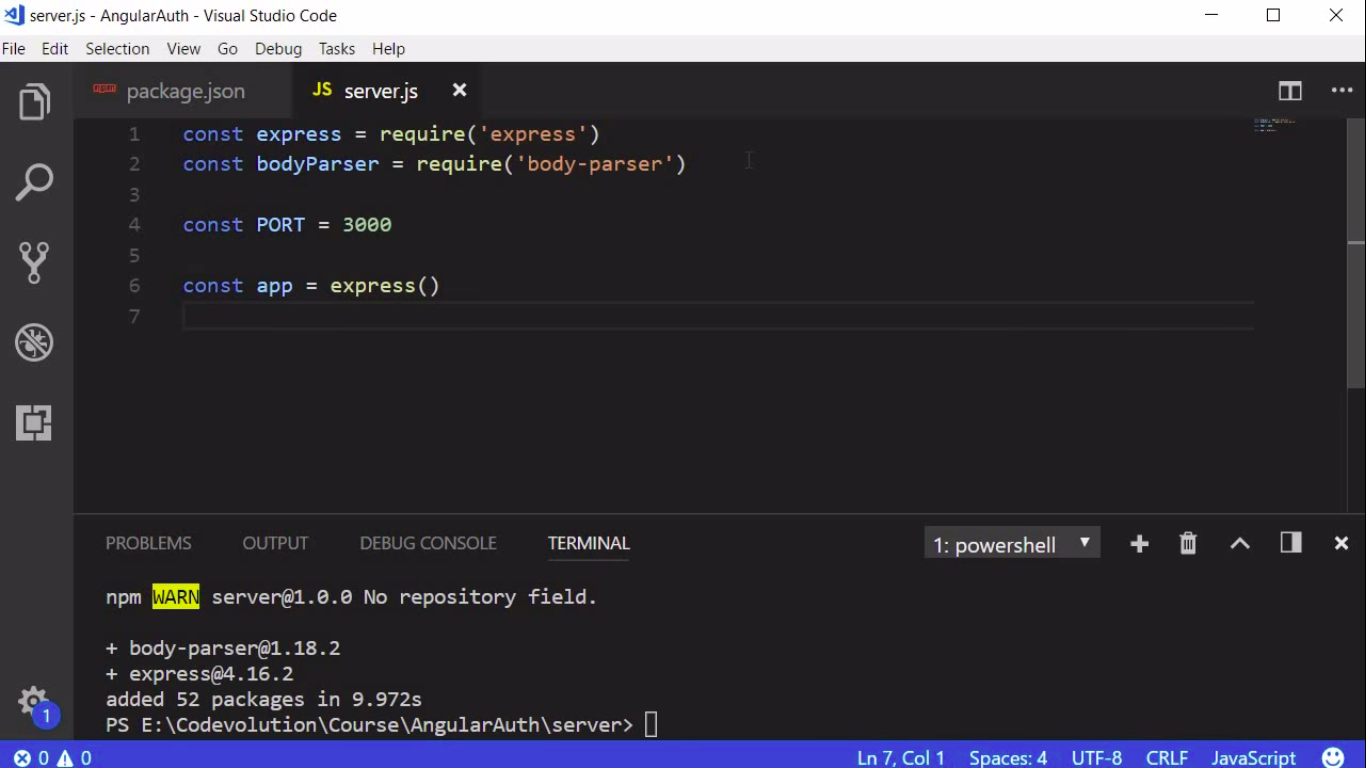 server.js - AngularAuth - Visual Studio Code
File Edit Selection View Go Debug Tasks Help
npm package.json JS server.js
1 const express = require('express')
2 const bodyParser = require('body-parser')
3
4 const PORT = 3000
5
6 const app = express()
7
PROBLEMS OUTPUT DEBUG CONSOLE TERMINAL 1: powershell
npm WARN server@1.0.0 No repository field.
+ body-parser@1.18.2
+ express@4.16.2
added 52 packages in 9.972s
1 PS E:\Codevolution\Course\AngularAuth\server>
0 0 Ln 7, Col 1 Spaces: 4 UTF-8 CRLF JavaScript